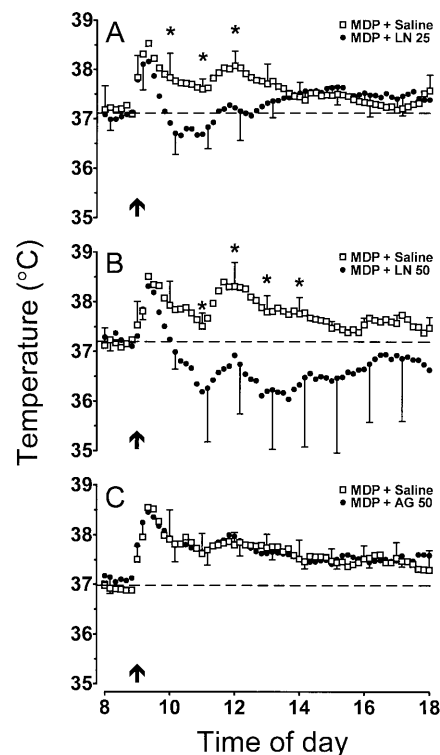 A
* * *
□ MDP + Saline
● MDP + LN 25
39
38
37
36
35
B
* * * *
□ MDP + Saline
● MDP + LN 50
39
38
37
36
35
C
□ MDP + Saline
● MDP + AG 50
39
38
37
36
35
Temperature (°C)
8 10 12 14 16 18
Time of day